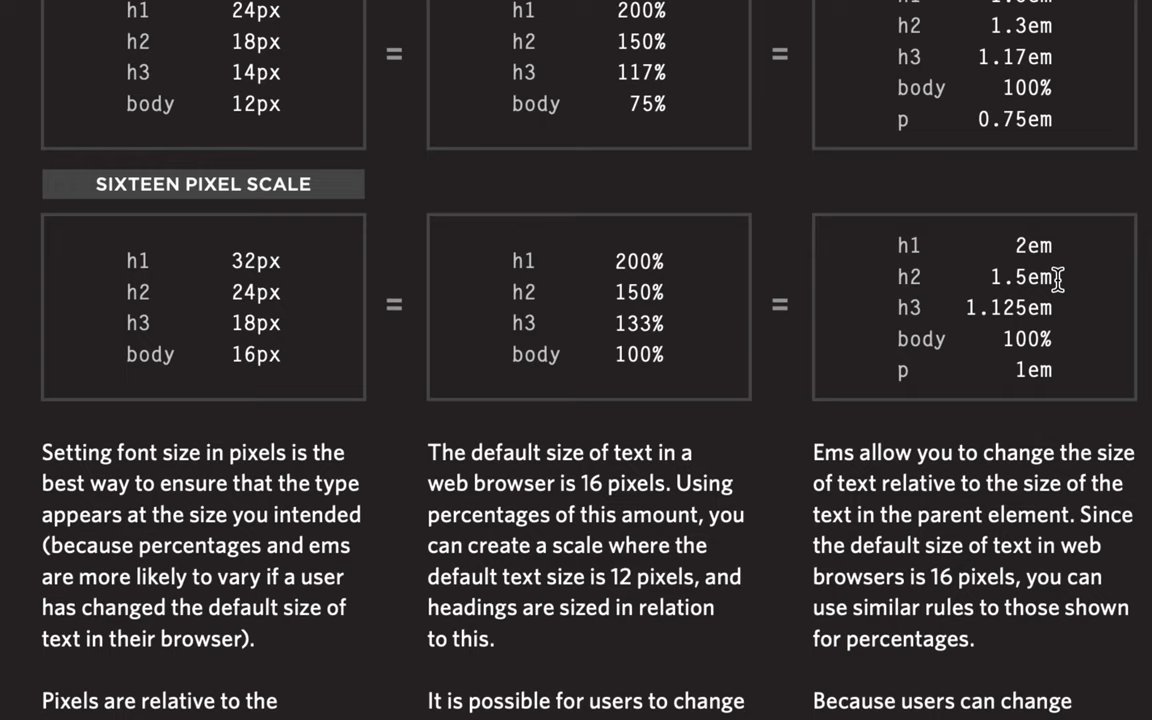 h1 24px
h2 18px
h3 14px
body 12px
=
h1 200%
h2 150%
h3 117%
body 75%
=
h2 1.3em
h3 1.17em
body 100%
p 0.75em
SIXTEEN PIXEL SCALE
h1 32px
h2 24px
h3 18px
body 16px
=
h1 200%
h2 150%
h3 133%
body 100%
=
h1 2em
h2 1.5em
h3 1.125em
body 100%
p 1em
Setting font size in pixels is the
best way to ensure that the type
appears at the size you intended
(because percentages and ems
are more likely to vary if a user
has changed the default size of
text in their browser).
Pixels are relative to the
The default size of text in a
web browser is 16 pixels. Using
percentages of this amount, you
can create a scale where the
default text size is 12 pixels, and
headings are sized in relation
to this.
It is possible for users to change
Ems allow you to change the size
of text relative to the size of the
text in the parent element. Since
the default size of text in web
browsers is 16 pixels, you can
use similar rules to those shown
for percentages.
Because users can change